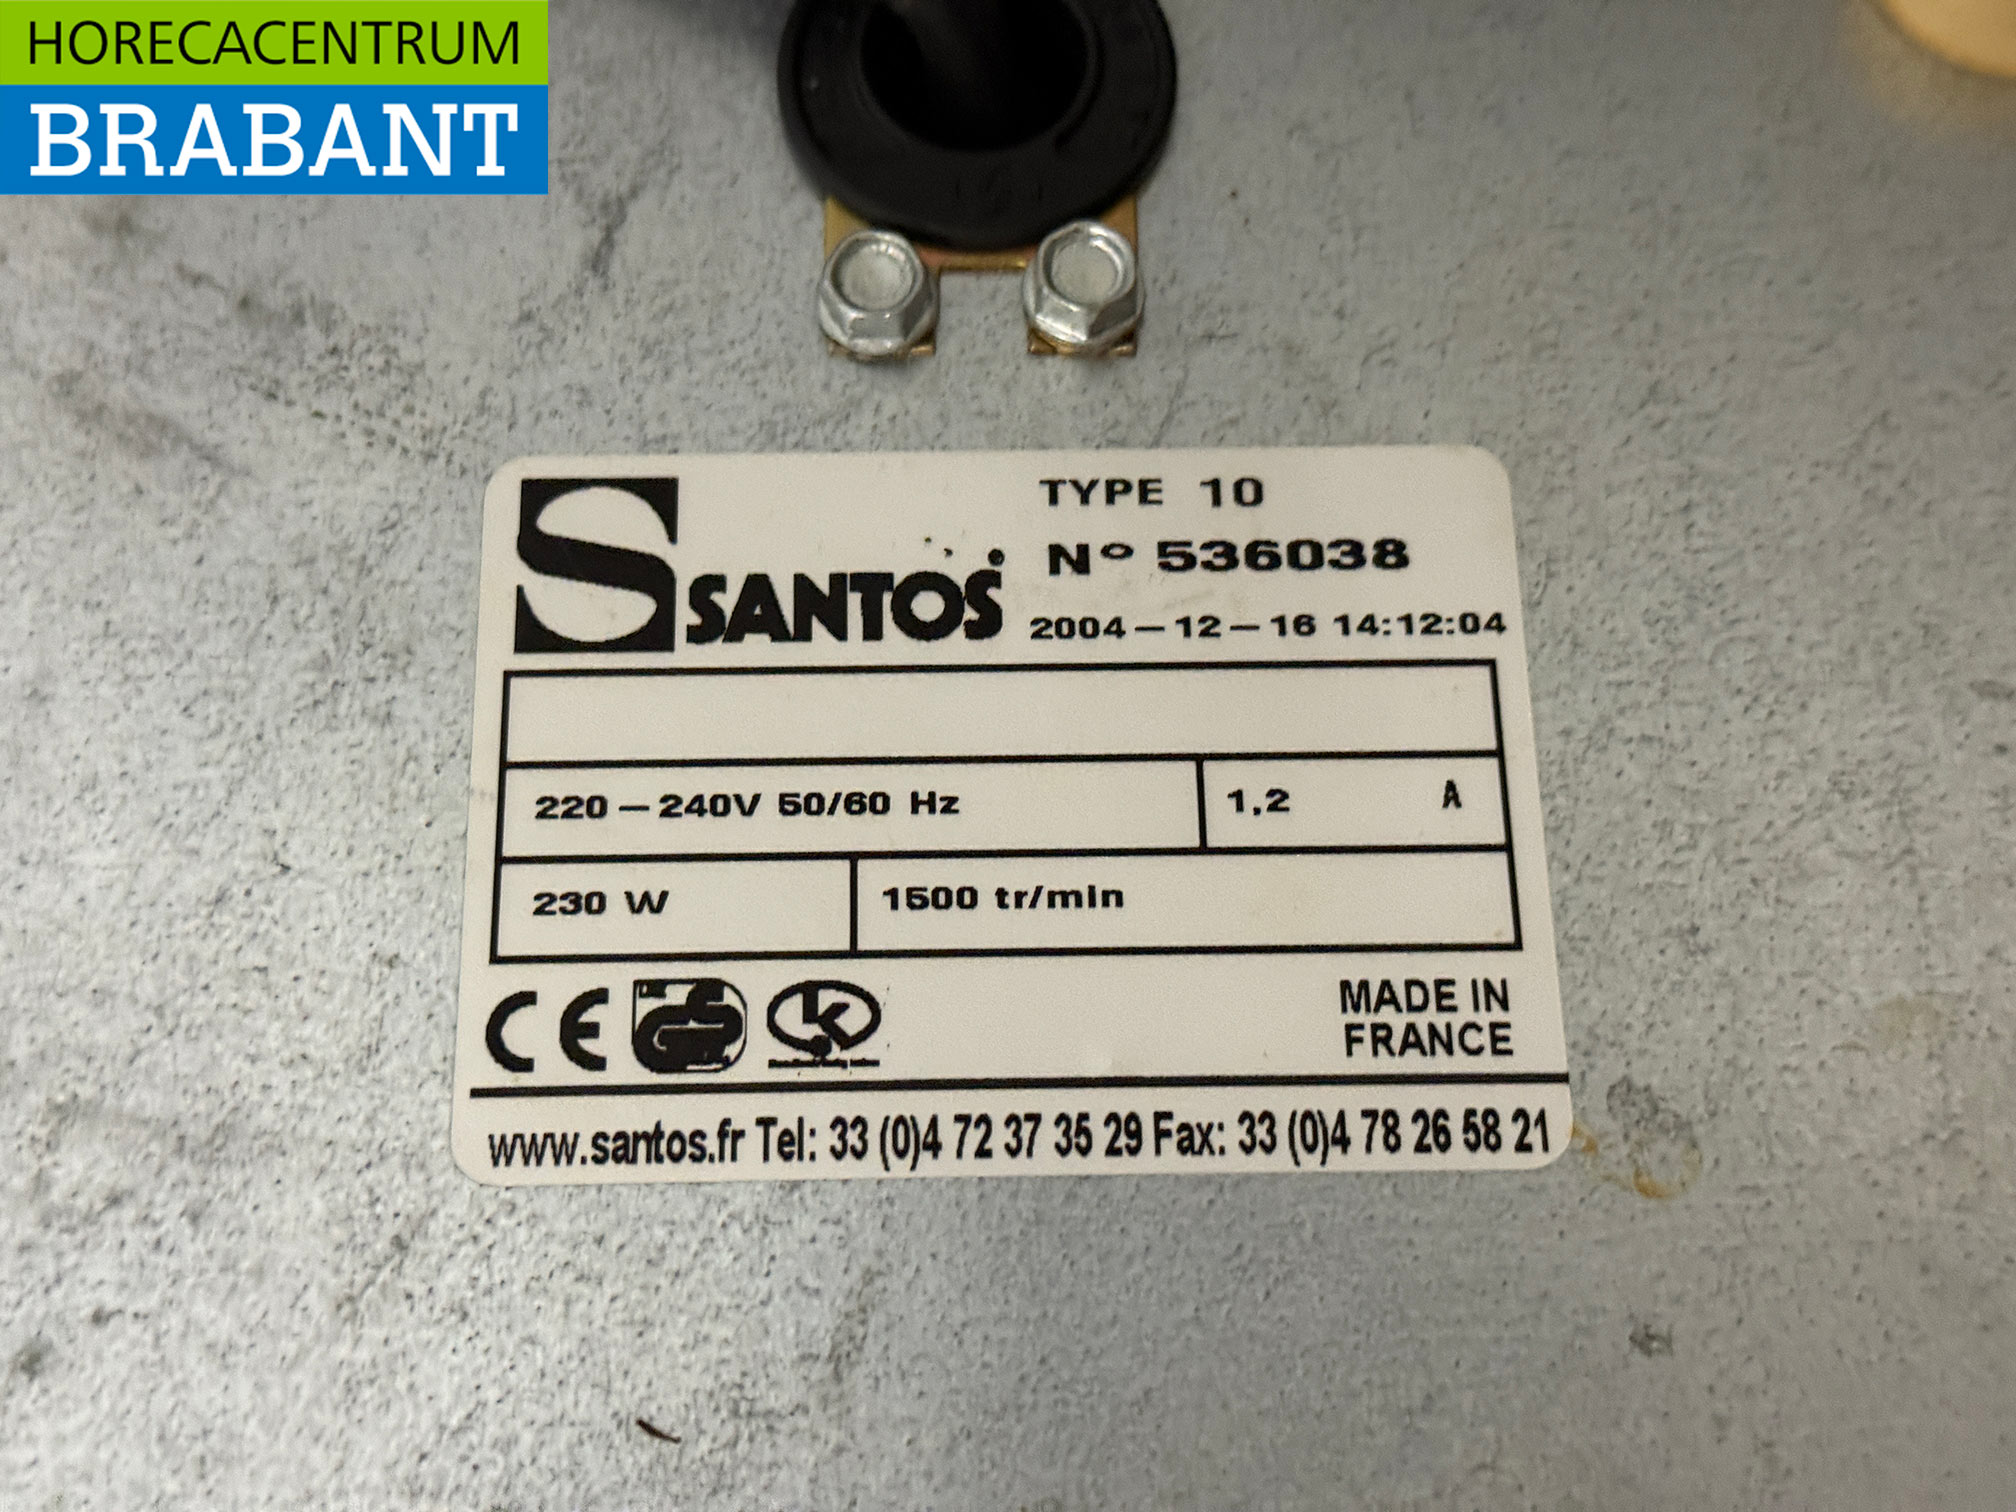 HORECACENTRUM
BRABANT
SANTOS
TYPE 10
Nº 536038
2004-12-16 14:12:04
220-240V 50/60 Hz
1,2 A
230 W
1500 tr/min
CE
GS
MADE IN
FRANCE
www.santos.fr Tel: 33 (0)4 72 37 35 29 Fax: 33 (0)4 78 26 58 21